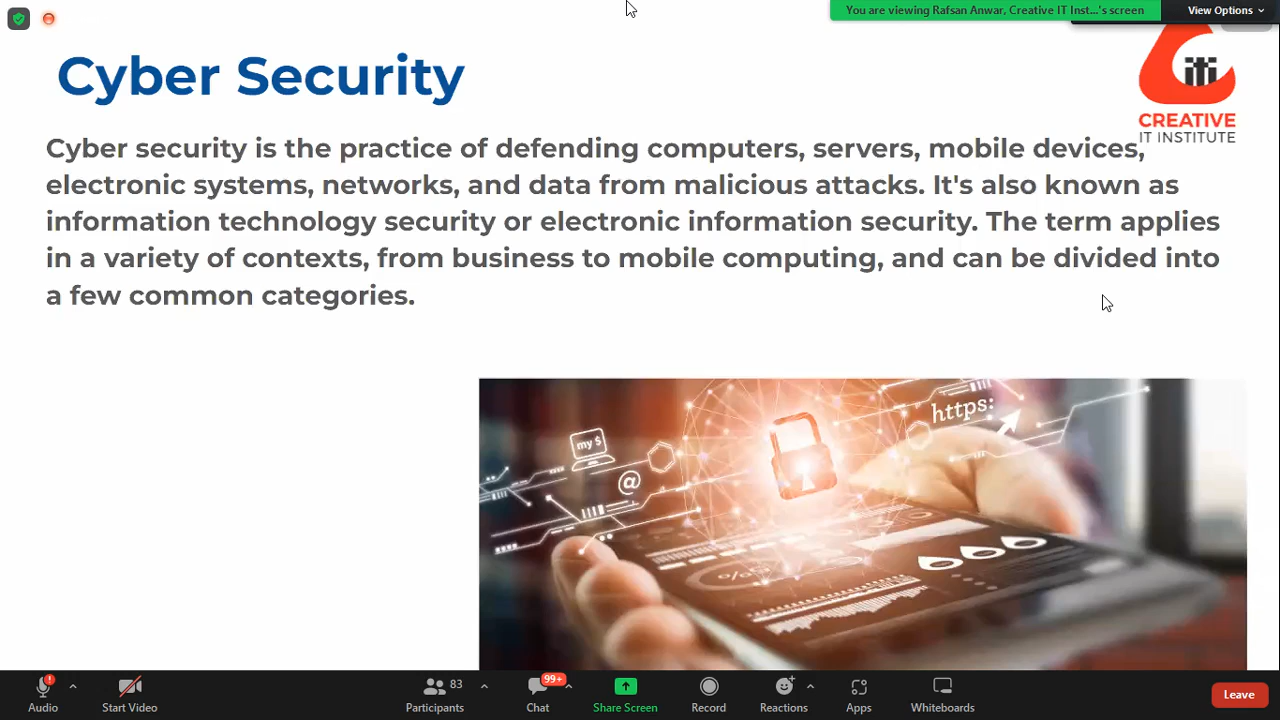 You are viewing Rafsan Anwar, Creative IT Inst...'s screen
View Options
Cyber Security
CREATIVE
IT INSTITUTE
Cyber security is the practice of defending computers, servers, mobile devices,
electronic systems, networks, and data from malicious attacks. It's also known as
information technology security or electronic information security. The term applies
in a variety of contexts, from business to mobile computing, and can be divided into
a few common categories.
https:
my $
@
%
Audio
Start Video
Participants
83
Chat
99+
Share Screen
Record
Reactions
Apps
Whiteboards
Leave